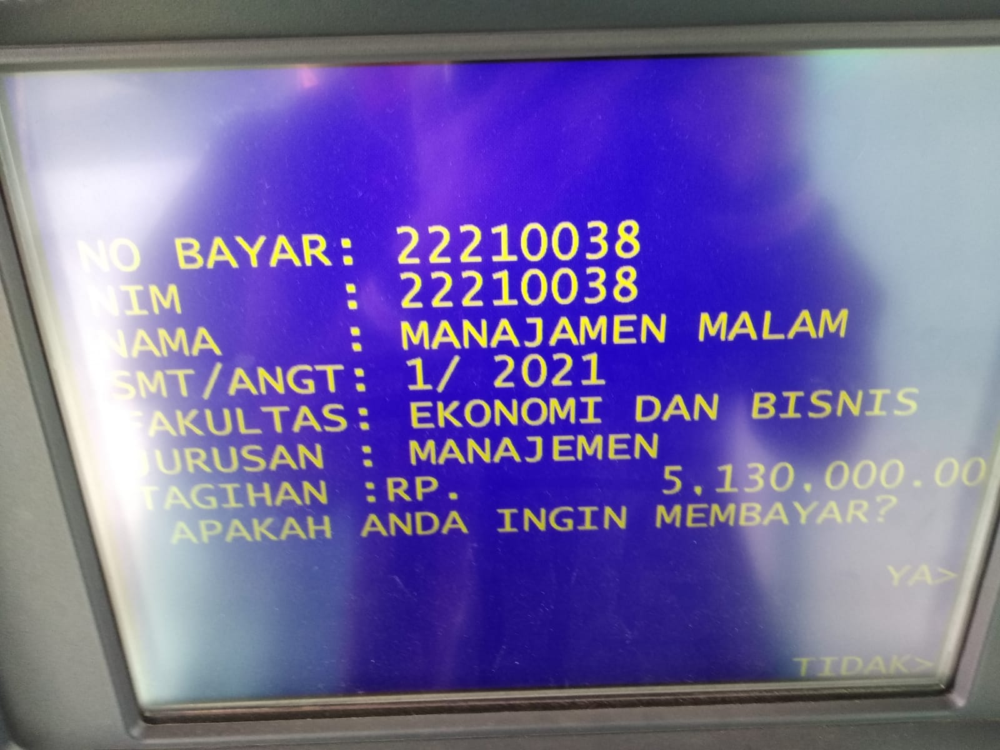 NO BAYAR: 22210038
NIM : 22210038
NAMA : MANAJAMEN MALAM
SMT/ANGT: 1/ 2021
FAKULTAS: EKONOMI DAN BISNIS
JURUSAN : MANAJEMEN
TAGIHAN :RP. 5,130,000.00
APAKAH ANDA INGIN MEMBAYAR?
YA>
TIDAK>